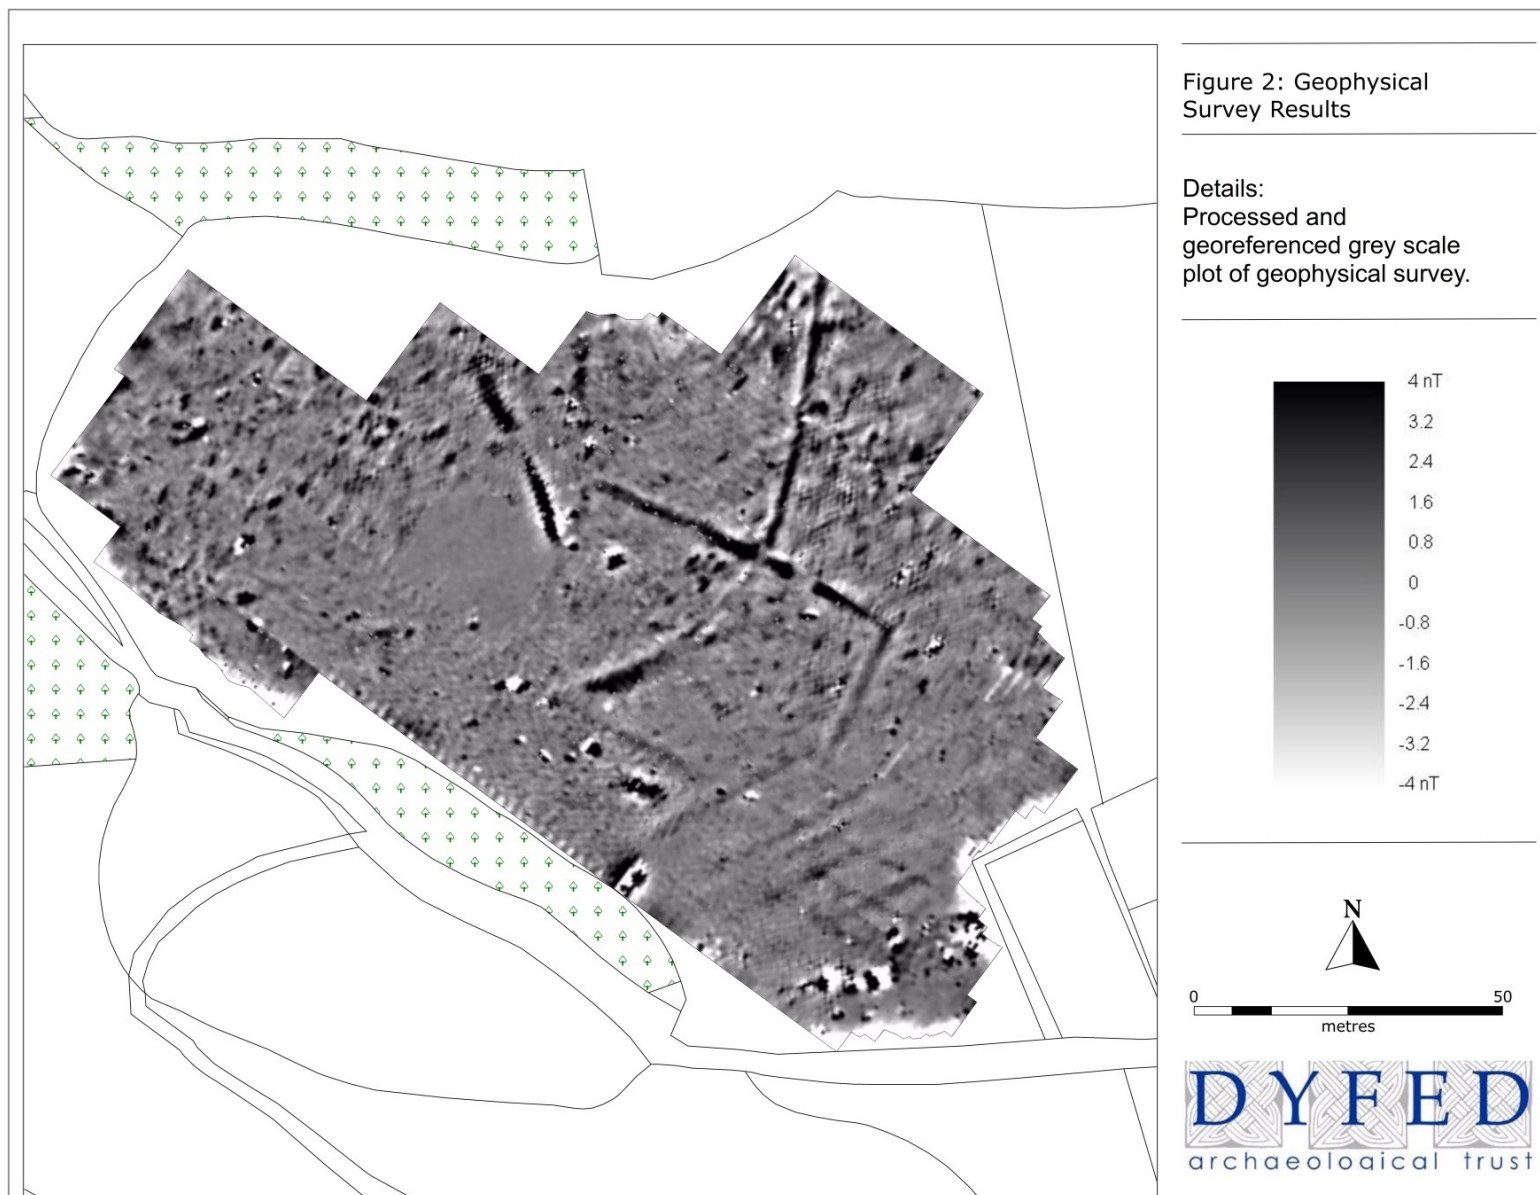 Figure 2: Geophysical
Survey Results
Details:
Processed and
georeferenced grey scale
plot of geophysical survey.
4 nT
3.2
2.4
1.6
0.8
0
-0.8
-1.6
-2.4
-3.2
-4 nT
N
0 50
metres
DYFED
archaeological trust